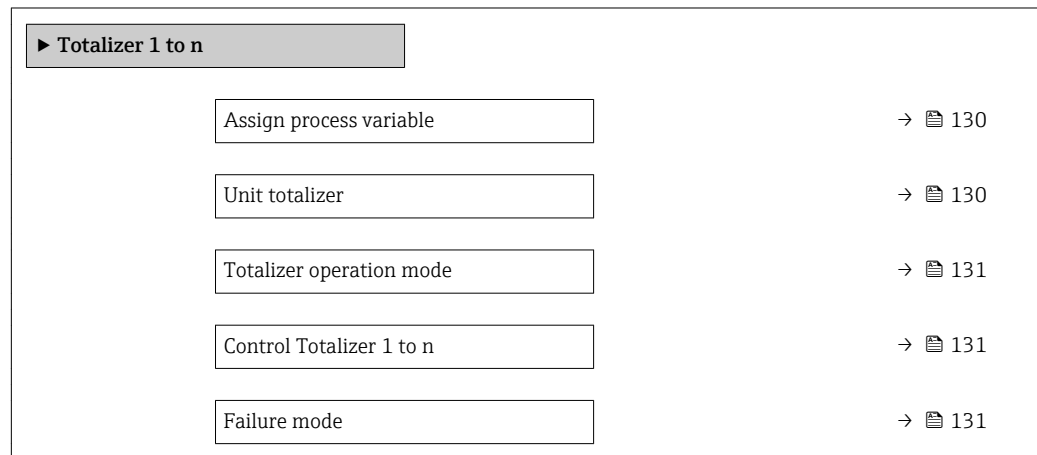 ► Totalizer 1 to n
Assign process variable → 130
Unit totalizer → 130
Totalizer operation mode → 131
Control Totalizer 1 to n → 131
Failure mode → 131